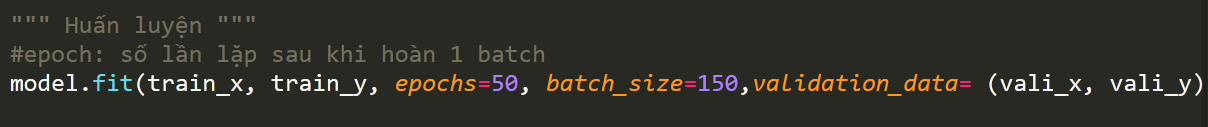 """ Huấn luyện """
#epoch: số lần lặp sau khi hoàn 1 batch
model.fit(train_x, train_y, epochs=50, batch_size=150,validation_data= (vali_x, vali_y)